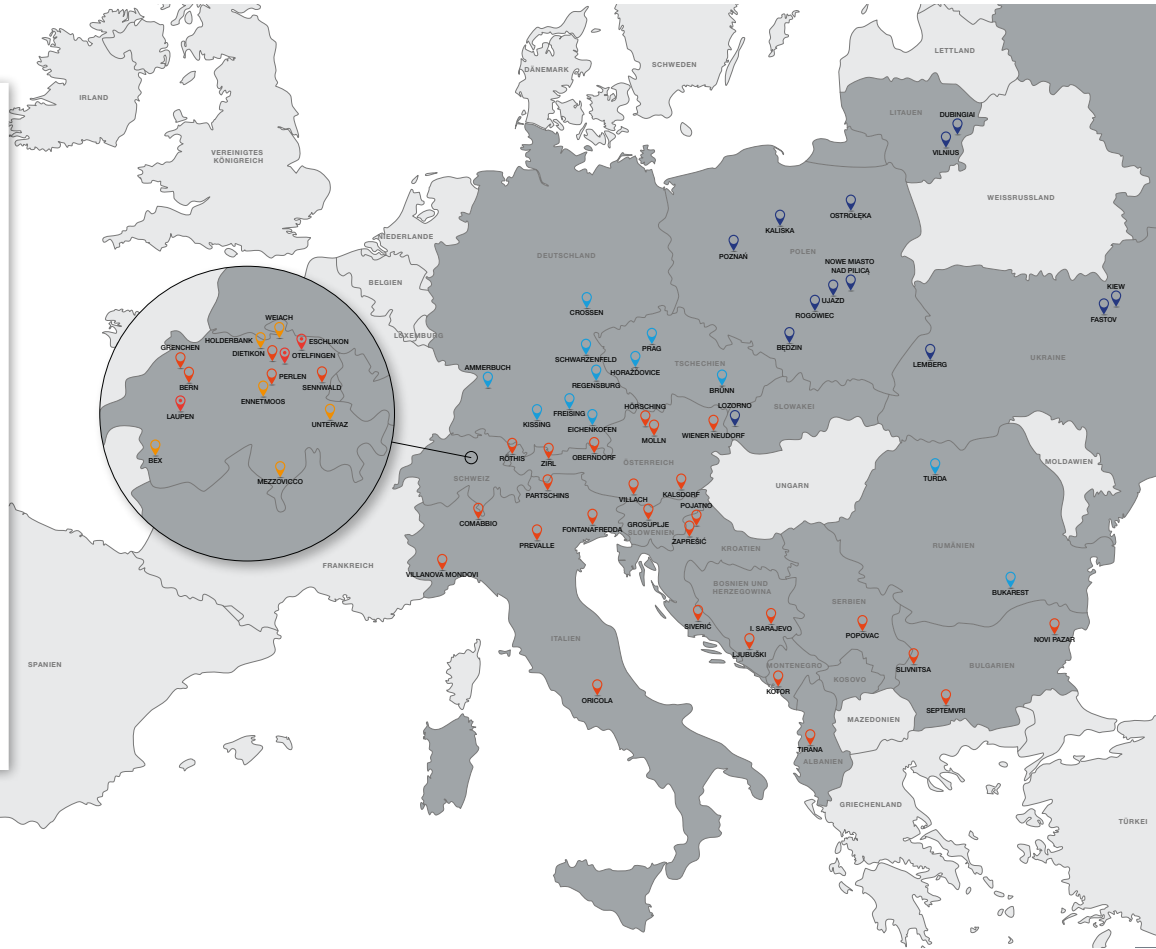 LETTLAND
SCHWEDEN
DÄNEMARK
IRLAND
LITAUEN
DUBINGIAI
VILNIUS
VEREINIGTES
KÖNIGREICH
WEISSRUSSLAND
OSTROŁĘKA
KALISKA
NIEDERLANDE
POLEN
POZNAŃ
DEUTSCHLAND
NOWE MIASTO
NAD PILICĄ
BELGIEN
KIEW
FASTOV
UJAZD
ROGOWIEC
CROSSEN
WEIACH
LUXEMBURG
HOLDERBANK
ESCHLIKON
GRENCHEN
DIETIKON
OTELFINGEN
PRAG
BĘDZIN
UKRAINE
SCHWARZENFELD
HORAŽĎOVICE
TSCHECHIEN
LEMBERG
AMMERBUCH
PERLEN
BERN
SENNWALD
REGENSBURG
BRÜNN
ENNETMOOS
LAUPEN
FREISING
HÖRSCHING
LOZORNO
SLOWAKEI
UNTERVAZ
KISSING
EICHENKOFEN
MOLLN
WIENER NEUDORF
BEX
RÖTHIS
ZIRL
OBERNDORF
ÖSTERREICH
MOLDAWIEN
MEZZOVICCO
SCHWEIZ
TURDA
UNGARN
PARTSCHINS
VILLACH
KALSDORF
POJATNO
COMABBIO
FONTANAFREDDA
GROSUPLJE
SLOWENIEN
ZAPREŠIĆ
PREVALLE
KROATIEN
RUMÄNIEN
FRANKREICH
VILLANOVA MONDOVI
BOSNIEN UND
HERZEGOWINA
BUKAREST
SERBIEN
SIVERIĆ
I. SARAJEVO
POPOVAC
NOVI PAZAR
ITALIEN
LJUBUŠKI
SPANIEN
MONTENEGRO
SLIVNITSA
BULGARIEN
KOSOVO
KOTOR
ORICOLA
SEPTEMVRI
MAZEDONIEN
TIRANA
ALBANIEN
GRIECHENLAND
TÜRKEI